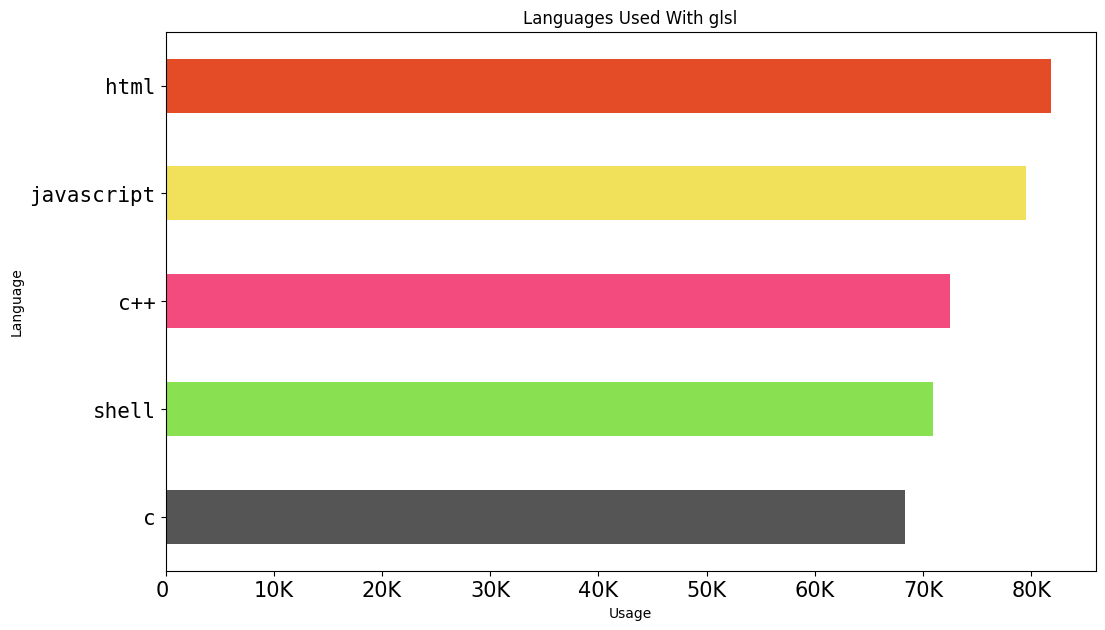 Languages Used With glsl
Language
html
javascript
c++
shell
c
0 10K 20K 30K 40K 50K 60K 70K 80K
Usage